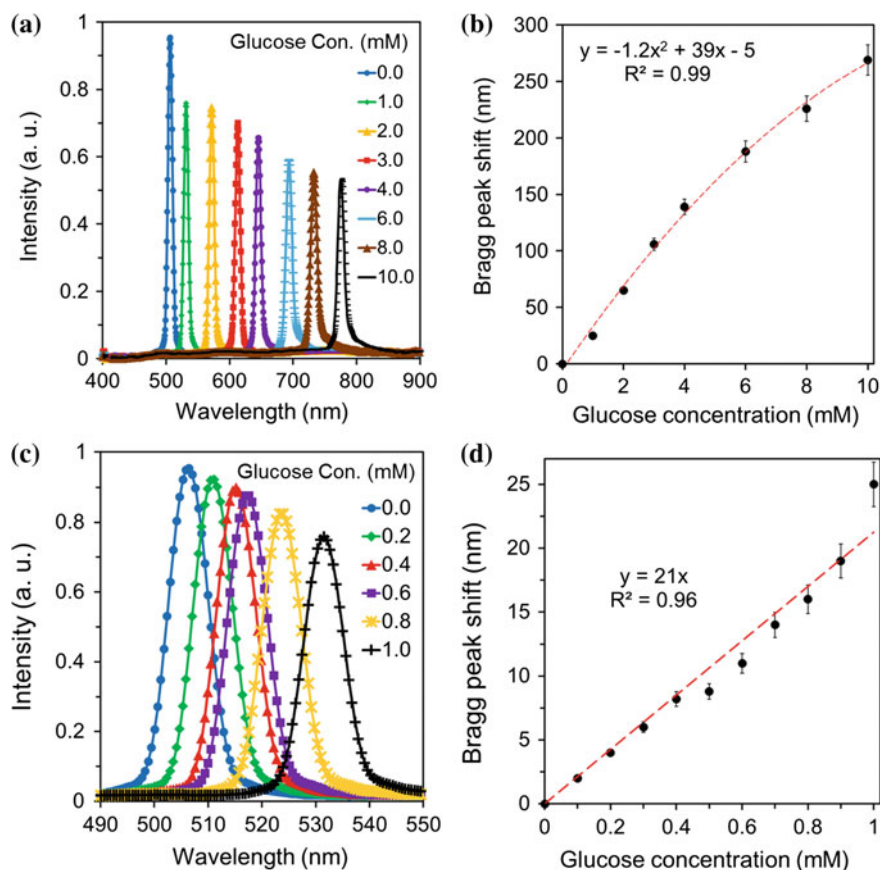 (a)
Glucose Con. (mM)
0.0
1.0
2.0
3.0
4.0
6.0
8.0
10.0
1
0.8
0.6
0.4
0.2
0
400 500 600 700 800 900
Intensity (a. u.)
Wavelength (nm)
(b)
y = -1.2x² + 39x - 5
R² = 0.99
300
250
200
150
100
50
0
0 2 4 6 8 10
Bragg peak shift (nm)
Glucose concentration (mM)
(c)
Glucose Con. (mM)
0.0
0.2
0.4
0.6
0.8
1.0
1
0.8
0.6
0.4
0.2
0
490 500 510 520 530 540 550
Intensity (a. u.)
Wavelength (nm)
(d)
y = 21x
R² = 0.96
25
20
15
10
5
0
0 0.2 0.4 0.6 0.8 1
Bragg peak shift (nm)
Glucose concentration (mM)